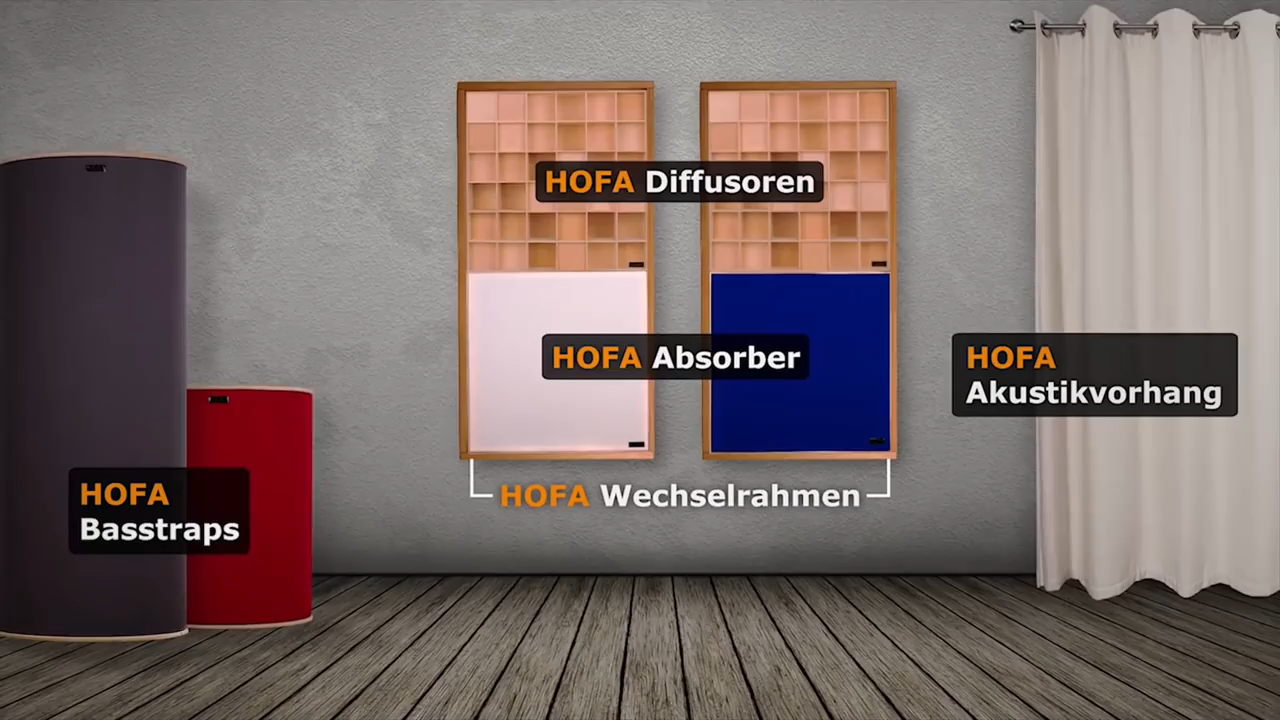 HOFA Diffusoren
HOFA Absorber
HOFA
Akustikvorhang
HOFA
Basstraps
HOFA Wechselrahmen